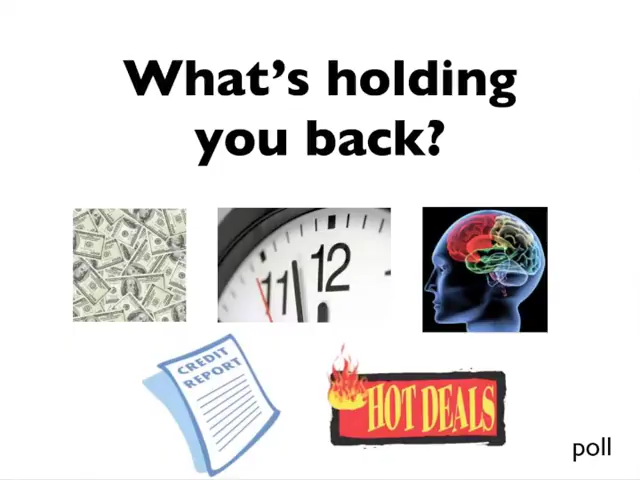 What's holding
you back?
12
11
CREDIT
REPORT
HOT DEALS
poll